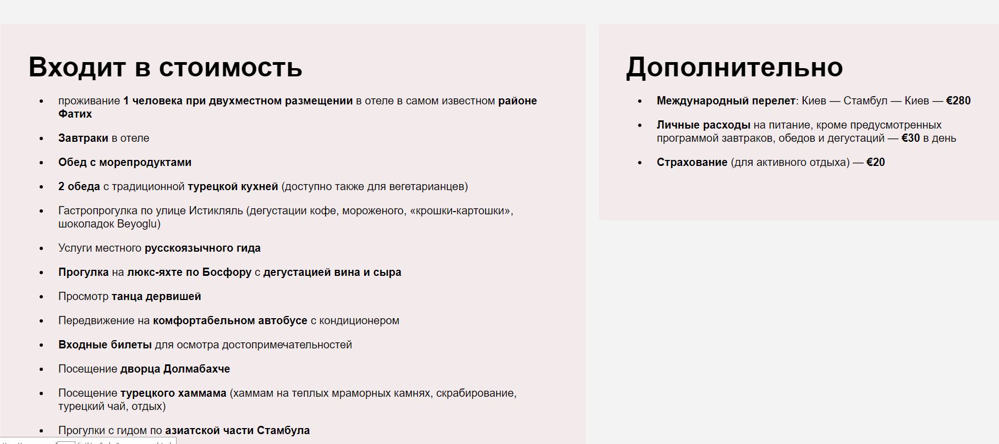 Входит в стоимость
проживание 1 человека при двухместном размещении в отеле в самом известном районе
Фатих
Завтраки в отеле
Обед с морепродуктами
2 обеда с традиционной турецкой кухней (доступно также для вегетарианцев)
Гастропрогулка по улице Истикляль (дегустации кофе, мороженого, «крошки-картошки»,
шоколадок Beyoglu)
Услуги местного русскоязычного гида
Прогулка на люкс-яхте по Босфору с дегустацией вина и сыра
Просмотр танца дервишей
Передвижение на комфортабельном автобусе с кондиционером
Входные билеты для осмотра достопримечательностей
Посещение дворца Долмабахче
Посещение турецкого хаммама (хаммам на теплых мраморных камнях, скрабирование,
турецкий чай, отдых)
Прогулки с гидом по азиатской части Стамбула
Дополнительно
Международный перелет: Киев — Стамбул — Киев — €280
Личные расходы на питание, кроме предусмотренных
программой завтраков, обедов и дегустаций — €30 в день
Страхование (для активного отдыха) — €20